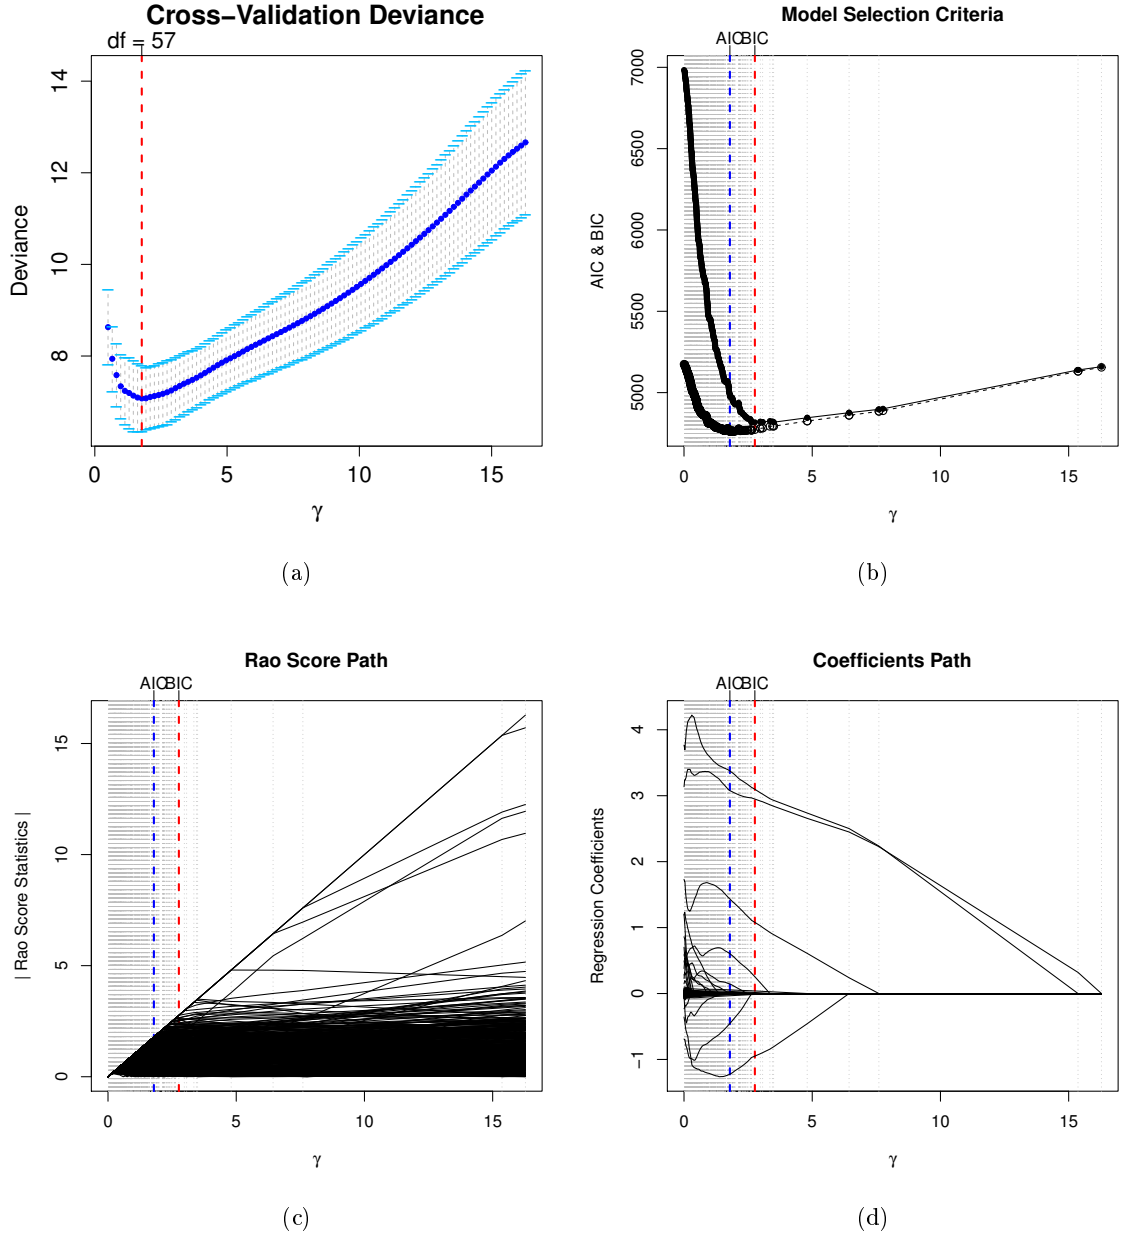 Cross−Validation Deviance
df = 57
Deviance
14
12
10
8
0 5 10 15
γ
(a)
Model Selection Criteria
AIC BIC
AIC & BIC
7000
6500
6000
5500
5000
0 5 10 15
γ
(b)
Rao Score Path
AIC BIC
| Rao Score Statistics |
15
10
5
0
0 5 10 15
γ
(c)
Coefficients Path
AIC BIC
Regression Coefficients
4
3
2
1
0
−1
0 5 10 15
γ
(d)